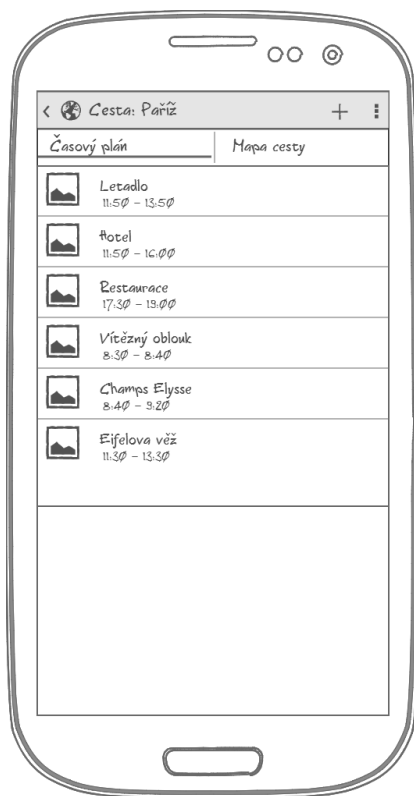 Cesta: Paříž
Časový plán
Mapa cesty
Letadlo
11:50 - 13:50
Hotel
11:50 - 16:00
Restaurace
17:30 - 19:00
Vítězný oblouk
8:30 - 8:40
Champs Elysse
8:40 - 9:20
Eifelova věž
11:30 - 13:30